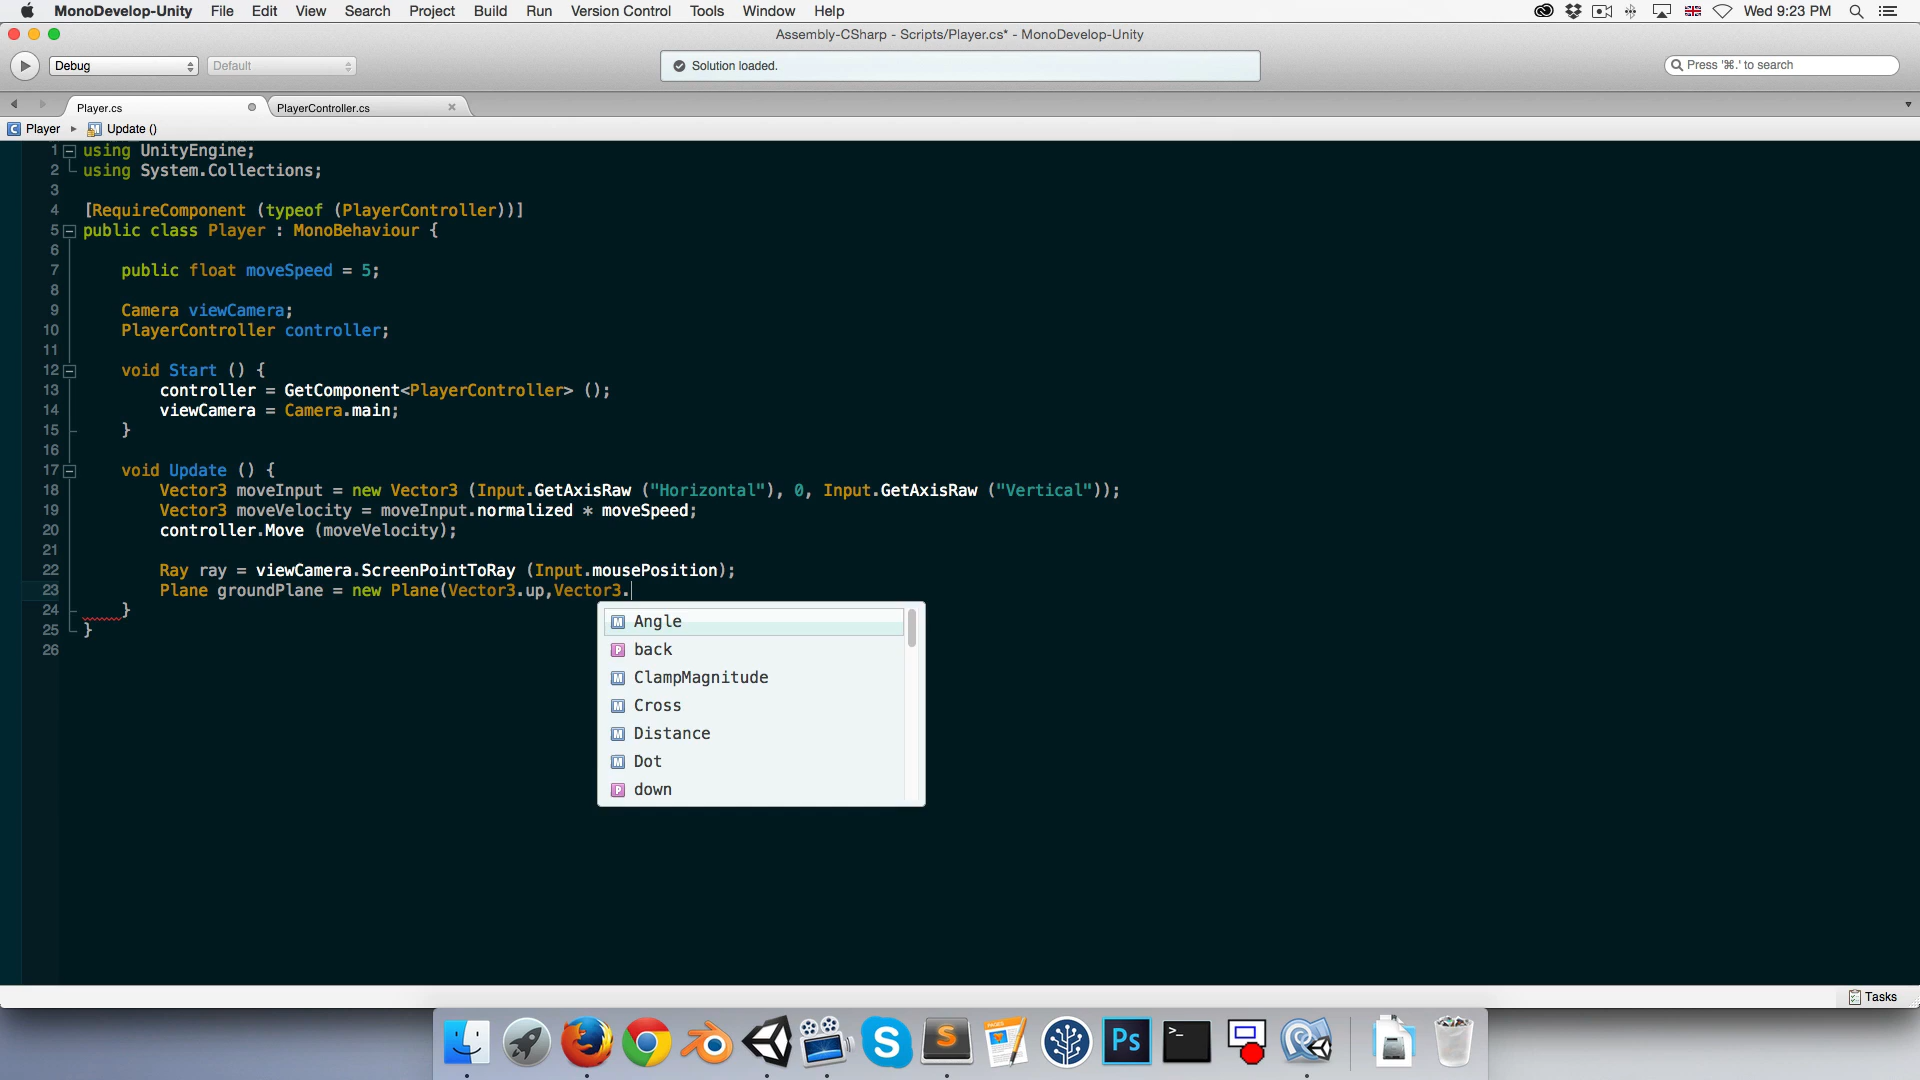 MonoDevelop-Unity File Edit View Search Project Build Run Version Control Tools Window Help Wed 9:23 PM
Assembly-CSharp - Scripts/Player.cs* - MonoDevelop-Unity
Debug Default Solution loaded. Press '⌘.' to search
Player.cs PlayerController.cs
C Player M Update ()
1 using UnityEngine;
2 using System.Collections;
3
4 [RequireComponent (typeof (PlayerController))]
5 public class Player : MonoBehaviour {
6
7 public float moveSpeed = 5;
8
9 Camera viewCamera;
10 PlayerController controller;
11
12 void Start () {
13 controller = GetComponent<PlayerController> ();
14 viewCamera = Camera.main;
15 }
16
17 void Update () {
18 Vector3 moveInput = new Vector3 (Input.GetAxisRaw ("Horizontal"), 0, Input.GetAxisRaw ("Vertical"));
19 Vector3 moveVelocity = moveInput.normalized * moveSpeed;
20 controller.Move (moveVelocity);
21
22 Ray ray = viewCamera.ScreenPointToRay (Input.mousePosition);
23 Plane groundPlane = new Plane(Vector3.up,Vector3.
24 }
25 }
26
M Angle
P back
M ClampMagnitude
M Cross
M Distance
M Dot
P down
Tasks
S S Ps >_